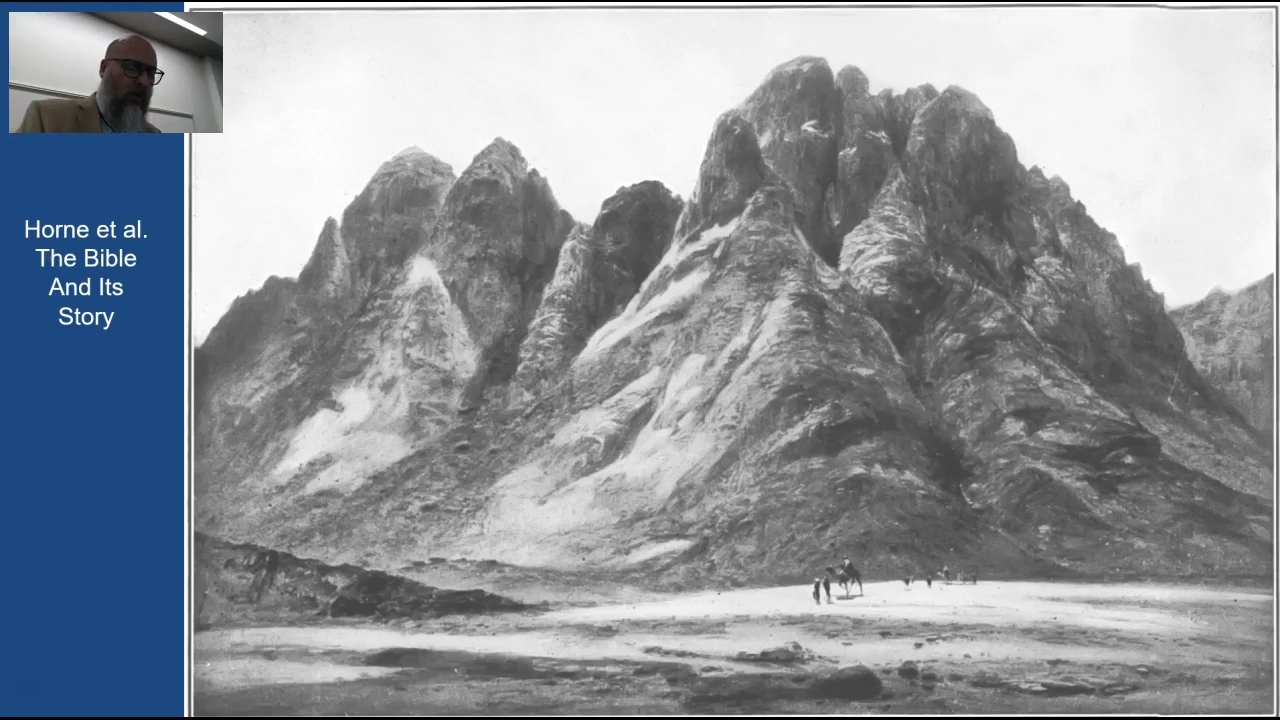 Horne et al.
The Bible
And Its
Story